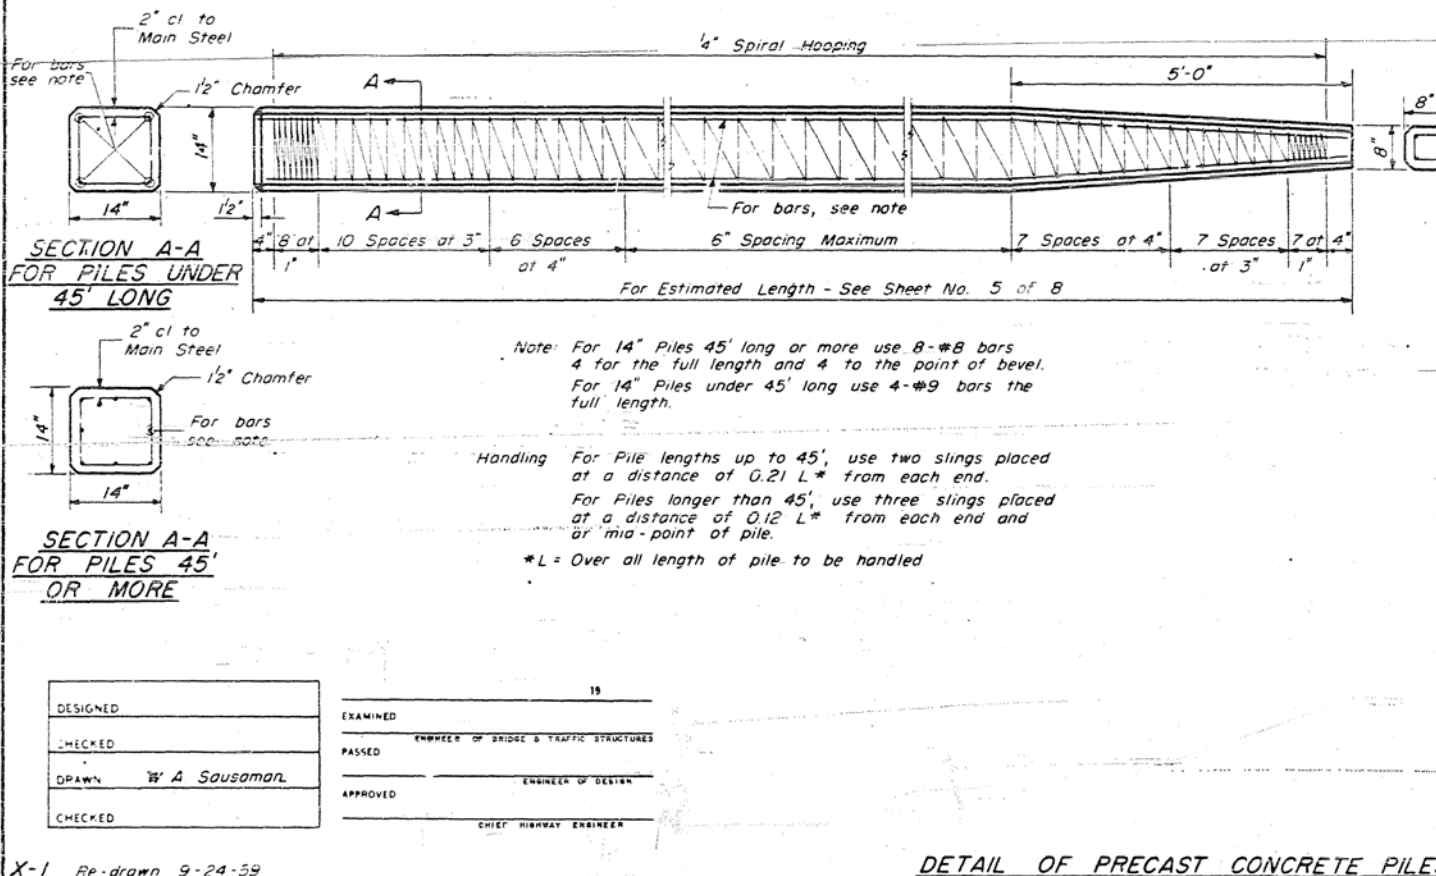 2" cl to
Main Steel
For bars
see note
1½" Chamfer
14"
14"
SECTION A-A
FOR PILES UNDER
45' LONG
¼" Spiral Hooping
5'-0"
A
A
14"
1½"
8"
8"
For bars, see note
4" 8 at 1"
10 Spaces at 3"
6 Spaces at 4"
6" Spacing Maximum
7 Spaces at 4"
7 Spaces at 3"
7 at 1"
4"
For Estimated Length - See Sheet No. 5 of 8
2" cl to
Main Steel
1½" Chamfer
For bars
see note
14"
14"
SECTION A-A
FOR PILES 45'
OR MORE
Note: For 14" Piles 45' long or more use 8-#8 bars
4 for the full length and 4 to the point of bevel.
For 14" Piles under 45' long use 4-#9 bars the
full length.
Handling For Pile lengths up to 45', use two slings placed
at a distance of 0.21 L* from each end.
For Piles longer than 45', use three slings placed
at a distance of 0.12 L* from each end and
at mid-point of pile.
*L = Over all length of pile to be handled
DESIGNED
CHECKED
DRAWN A Sausaman
CHECKED
19
EXAMINED
ENGINEER OF BRIDGE & TRAFFIC STRUCTURES
PASSED
ENGINEER OF DESIGN
APPROVED
CHIEF HIGHWAY ENGINEER
X-1 Re-drawn 9-24-59
DETAIL OF PRECAST CONCRETE PILES